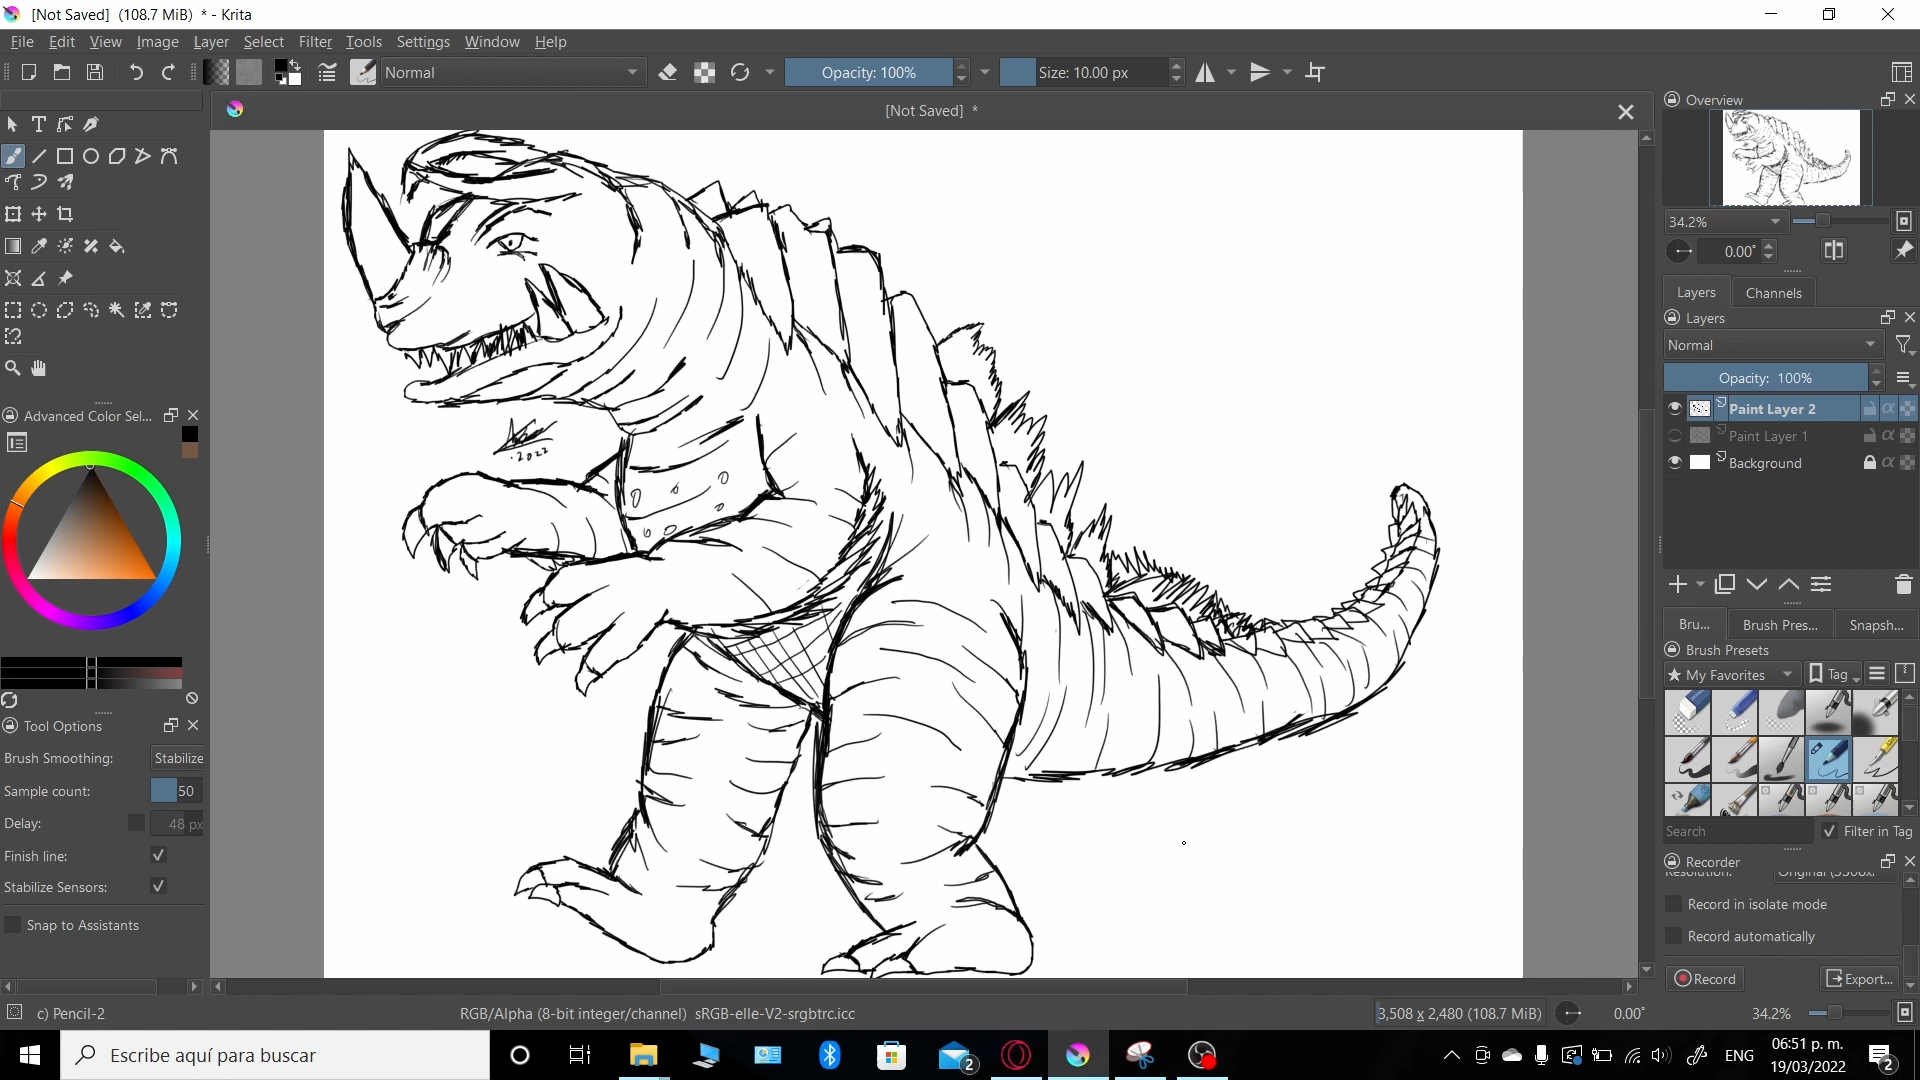 [Not Saved]  (108.7 MiB)  * - Krita
File Edit View Image Layer Select Filter Tools Settings Window Help
Normal Opacity: 100% Size: 10.00 px
[Not Saved]  *
Overview
34.2%
0.00°
Layers Channels
Layers
Normal
Opacity:  100%
Paint Layer 2
Paint Layer 1
Background
Bru... Brush Pres... Snapsh...
Brush Presets
My Favorites Tag
Search Filter in Tag
Recorder
Resolution:
Record in isolate mode
Record automatically
Record Export...
Advanced Color Sel...
Tool Options
Brush Smoothing: Stabilize
Sample count: 50
Delay: 48 px
Finish line:
Stabilize Sensors:
Snap to Assistants
.2022
c) Pencil-2 RGB/Alpha (8-bit integer/channel)  sRGB-elle-V2-srgbtrc.icc 3,508 x 2,480 (108.7 MiB) 0.00° 34.2%
Escribe aquí para buscar
2
ENG
06:51 p. m.
19/03/2022
2